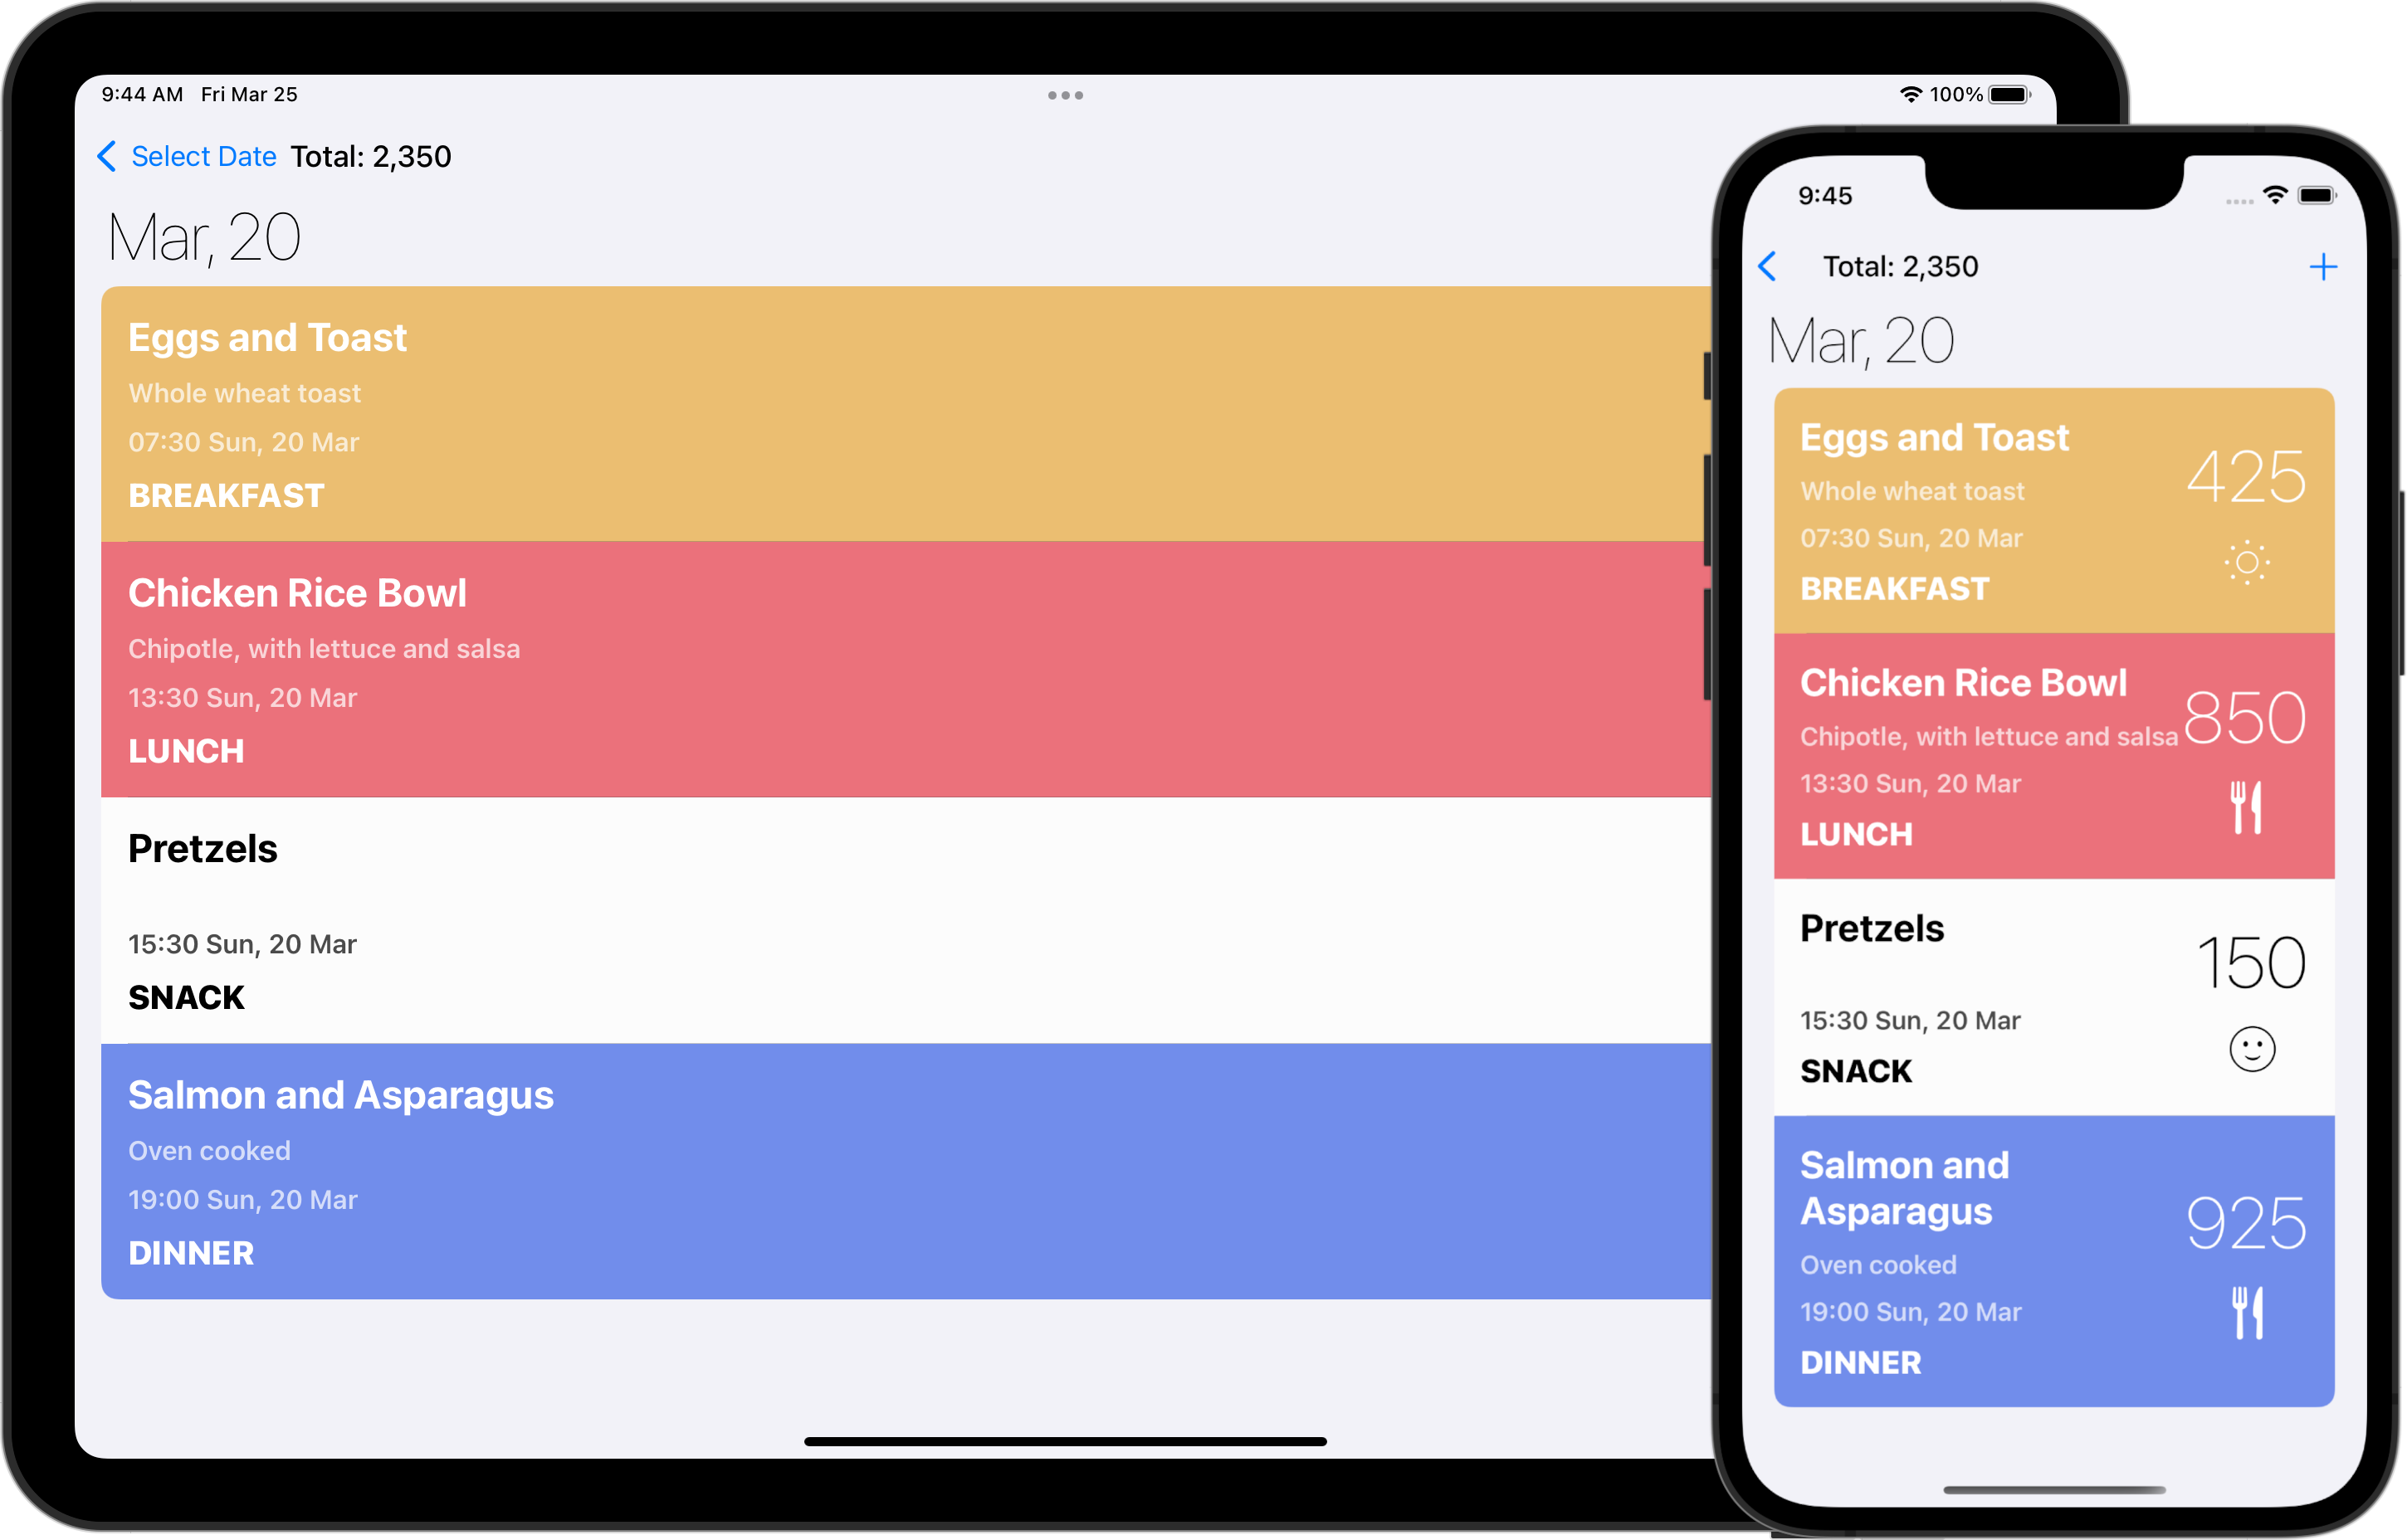 9:44 AM Fri Mar 25
100%
Select Date Total: 2,350
Mar, 20
Eggs and Toast
Whole wheat toast
07:30 Sun, 20 Mar
BREAKFAST
Chicken Rice Bowl
Chipotle, with lettuce and salsa
13:30 Sun, 20 Mar
LUNCH
Pretzels
15:30 Sun, 20 Mar
SNACK
Salmon and Asparagus
Oven cooked
19:00 Sun, 20 Mar
DINNER
9:45
Total: 2,350
Mar, 20
Eggs and Toast
425
Whole wheat toast
07:30 Sun, 20 Mar
BREAKFAST
Chicken Rice Bowl
850
Chipotle, with lettuce and salsa
13:30 Sun, 20 Mar
LUNCH
Pretzels
150
15:30 Sun, 20 Mar
SNACK
Salmon and
Asparagus
925
Oven cooked
19:00 Sun, 20 Mar
DINNER